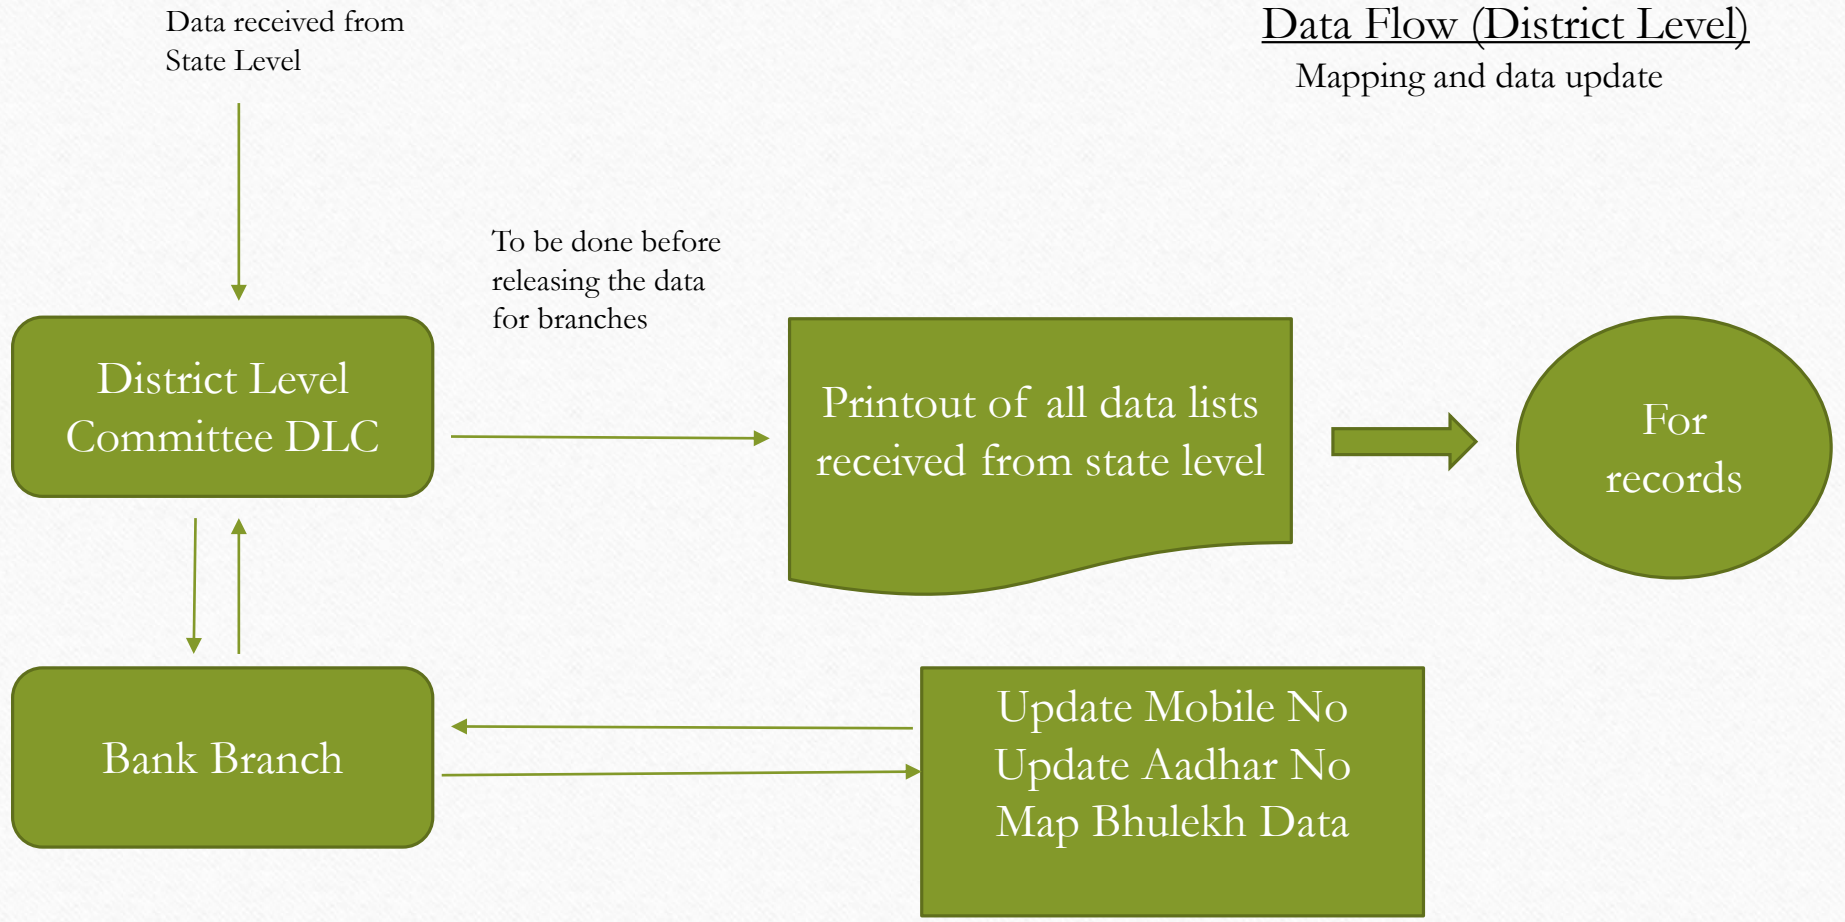 Data received from
State Level
Data Flow (District Level)
Mapping and data update
To be done before
releasing the data
for branches
District Level
Committee DLC
Printout of all data lists
received from state level
For
records
Bank Branch
Update Mobile No
Update Aadhar No
Map Bhulekh Data